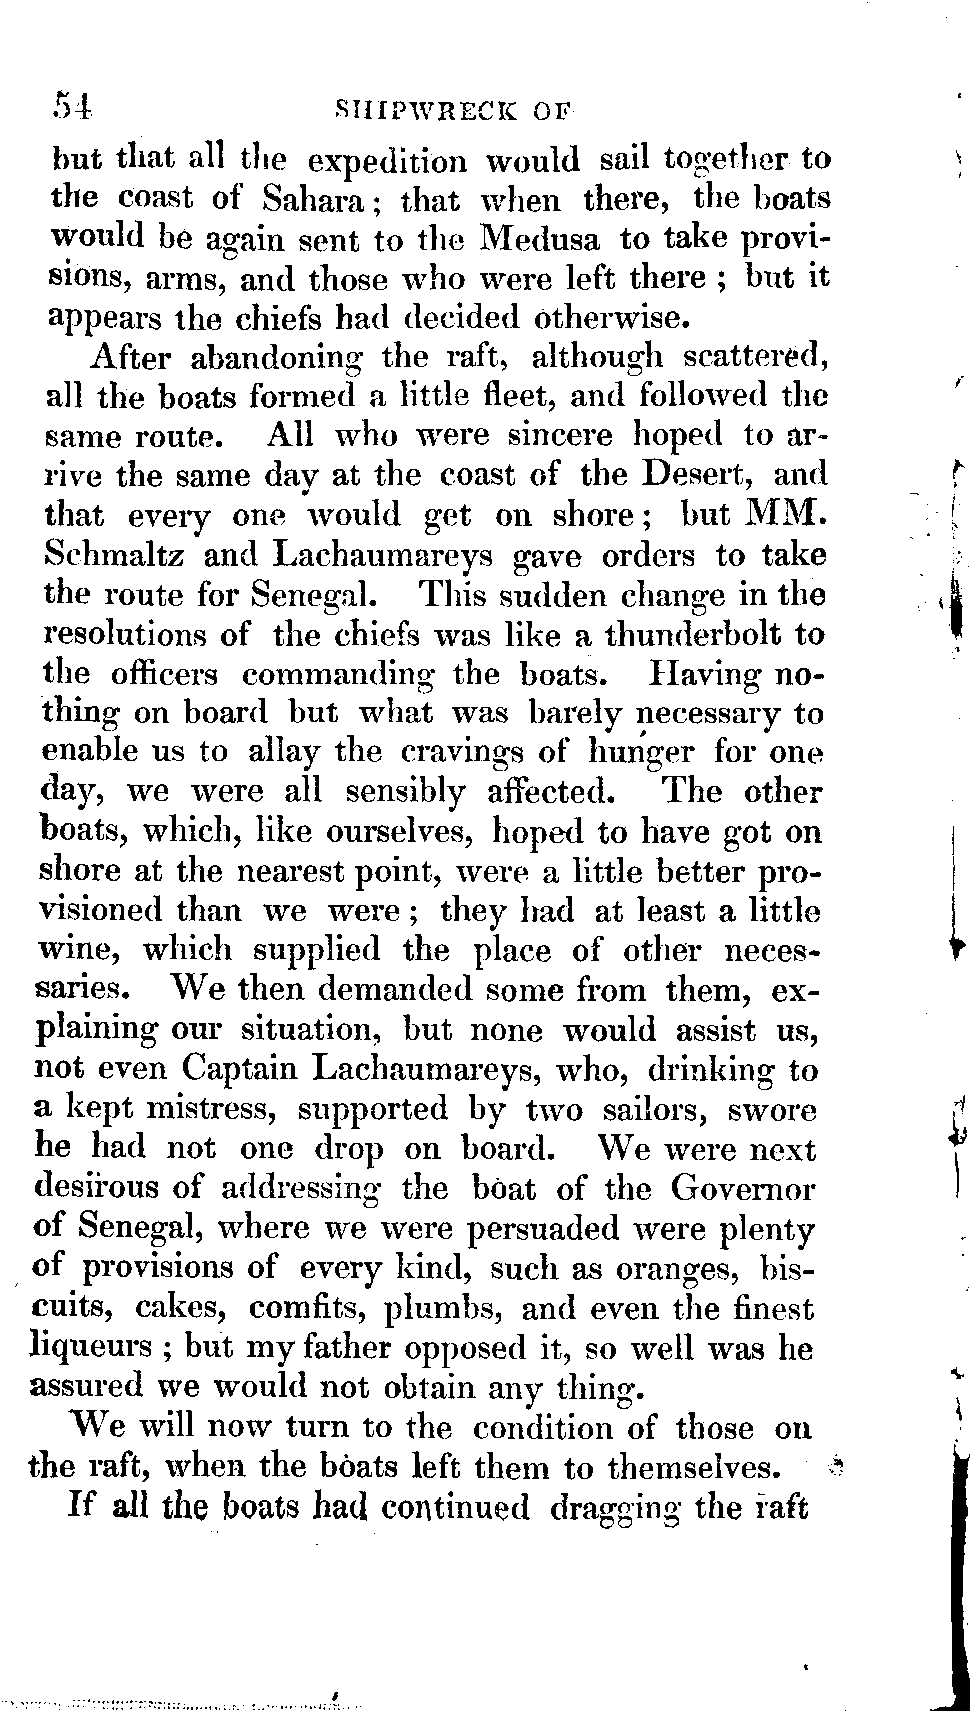 54 SHIPWRECK OF
but that all the expedition would sail together to
the coast of Sahara; that when there, the boats
would be again sent to the Medusa to take provi-
sions, arms, and those who were left there ; but it
appears the chiefs had decided otherwise.
After abandoning the raft, although scattered,
all the boats formed a little fleet, and followed the
same route. All who were sincere hoped to ar-
rive the same day at the coast of the Desert, and
that every one would get on shore; but MM.
Schmaltz and Lachaumareys gave orders to take
the route for Senegal. This sudden change in the
resolutions of the chiefs was like a thunderbolt to
the officers commanding the boats. Having no-
thing on board but what was barely necessary to
enable us to allay the cravings of hunger for one
day, we were all sensibly affected. The other
boats, which, like ourselves, hoped to have got on
shore at the nearest point, were a little better pro-
visioned than we were ; they had at least a little
wine, which supplied the place of other neces-
saries. We then demanded some from them, ex-
plaining our situation, but none would assist us,
not even Captain Lachaumareys, who, drinking to
a kept mistress, supported by two sailors, swore
he had not one drop on board. We were next
desirous of addressing the boat of the Governor
of Senegal, where we were persuaded were plenty
of provisions of every kind, such as oranges, bis-
cuits, cakes, comfits, plumbs, and even the finest
liqueurs ; but my father opposed it, so well was he
assured we would not obtain any thing.
We will now turn to the condition of those on
the raft, when the boats left them to themselves.
If all the boats had continued dragging the raft